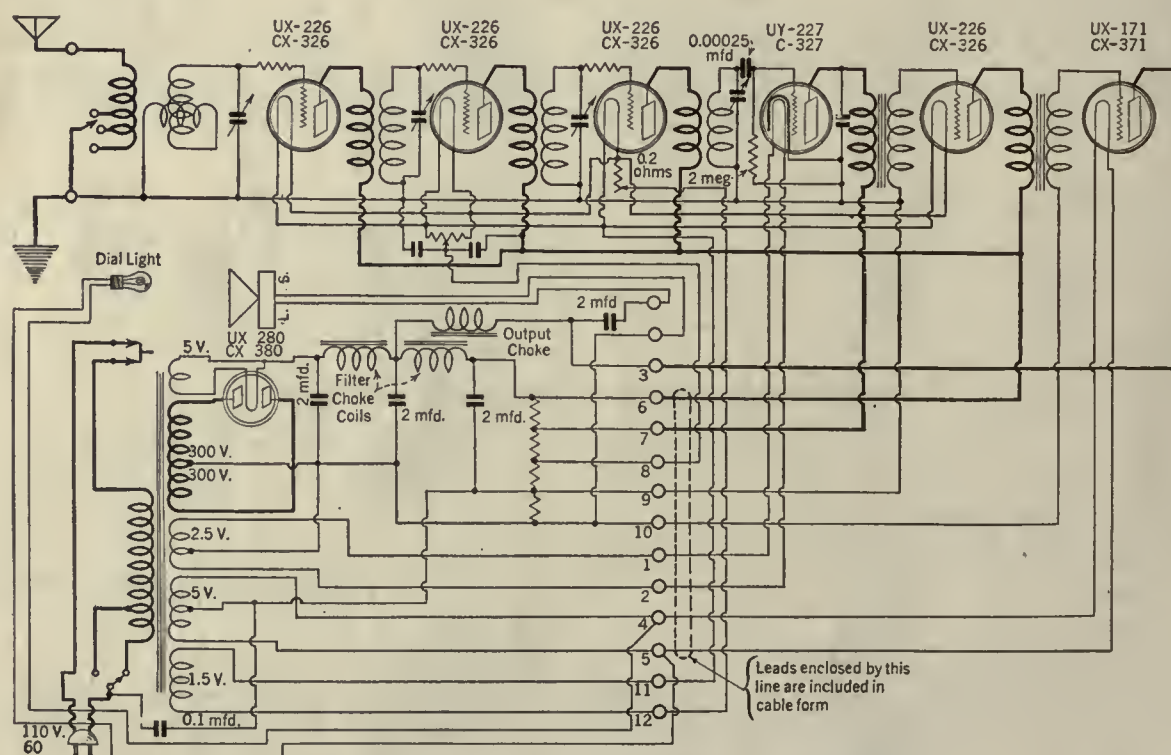 UX-226
CX-326
UX-226
CX-326
UX-226
CX-326
0.00025
mfd
UY-227
C-327
UX-226
CX-326
UX-171
CX-371
0.2
ohms
2 meg.
Dial Light
L.S.
UX 280
CX 380
5 V.
2 mfd.
Filter
Choke
Coils
2 mfd.
2 mfd.
Output
Choke
2 mfd
3
6
7
8
9
10
1
2
4
5
11
12
300 V.
300 V.
2.5 V.
5 V.
1.5 V.
0.1 mfd.
110 V.
60
Leads enclosed by this
line are included in
cable form